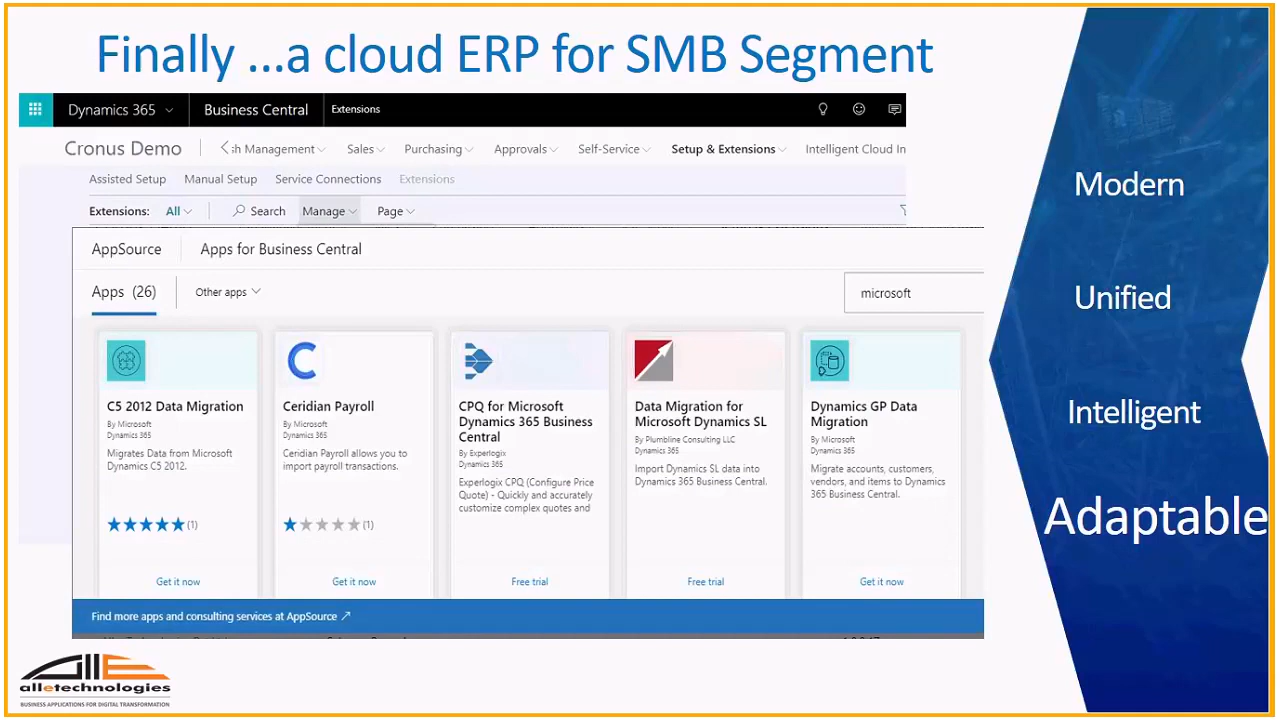 Finally ...a cloud ERP for SMB Segment
Dynamics 365 Business Central Extensions
Cronus Demo :h Management Sales Purchasing Approvals Self-Service Setup & Extensions Intelligent Cloud In
Assisted Setup Manual Setup Service Connections Extensions
Extensions: All Search Manage Page
AppSource Apps for Business Central
Apps (26) Other apps microsoft
C5 2012 Data Migration
By Microsoft
Dynamics 365
Migrates Data from Microsoft
Dynamics C5 2012.
(1)
Get it now
Ceridian Payroll
By Microsoft
Dynamics 365
Ceridian Payroll allows you to
import payroll transactions.
(1)
Get it now
CPQ for Microsoft
Dynamics 365 Business
Central
By Experlogix
Dynamics 365
Experlogix CPQ (Configure Price
Quote) - Quickly and accurately
customize complex quotes and
Free trial
Data Migration for
Microsoft Dynamics SL
By Plumbline Consulting LLC
Dynamics 365
Import Dynamics SL data into
Dynamics 365 Business Central.
Free trial
Dynamics GP Data
Migration
By Microsoft
Dynamics 365
Migrate accounts, customers,
vendors, and items to Dynamics
365 Business Central.
Get it now
Find more apps and consulting services at AppSource
Modern
Unified
Intelligent
Adaptable
alletechnologies
BUSINESS APPLICATIONS FOR DIGITAL TRANSFORMATION